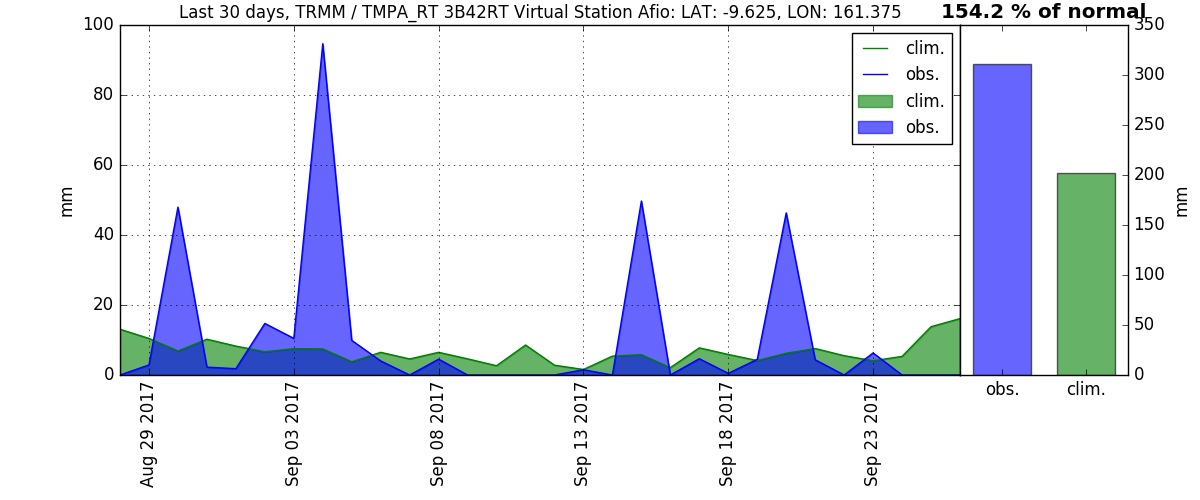 Last 30 days, TRMM / TMPA_RT 3B42RT Virtual Station Afio: LAT: -9.625, LON: 161.375
154.2 % of normal
100
80
60
40
20
0
mm
clim.
obs.
clim.
obs.
350
300
250
200
150
100
50
0
mm
Aug 29 2017
Sep 03 2017
Sep 08 2017
Sep 13 2017
Sep 18 2017
Sep 23 2017
obs.
clim.